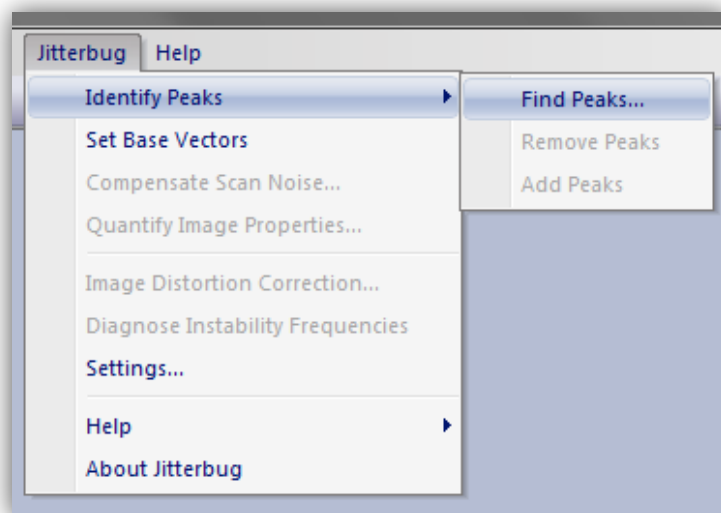 Jitterbug Help
Identify Peaks
Find Peaks...
Set Base Vectors
Remove Peaks
Compensate Scan Noise...
Add Peaks
Quantify Image Properties...
Image Distortion Correction...
Diagnose Instability Frequencies
Settings...
Help
About Jitterbug